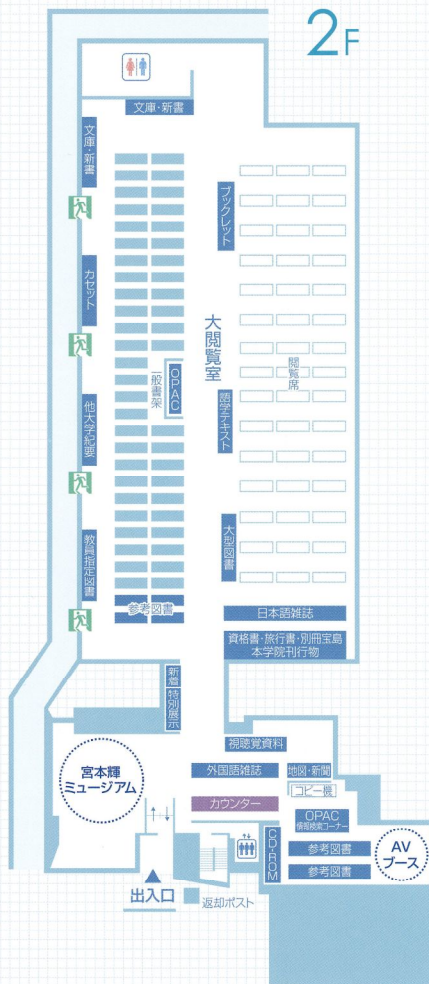 2F
文庫・新書
文庫・新書
ブックレット
カセット
大閲覧室
閲覧席
一般書架
OPAC
語学テキスト
他大学紀要
大型図書
教員指定図書
参考図書
日本語雑誌
資格書・旅行書・別冊宝島
本学院刊行物
新着
特別展示
視聴覚資料
宮本輝
ミュージアム
外国語雑誌
地図・新聞
コピー機
カウンター
OPAC
情報検索コーナー
CD-ROM
参考図書
参考図書
AV
ブース
出入口
返却ポスト